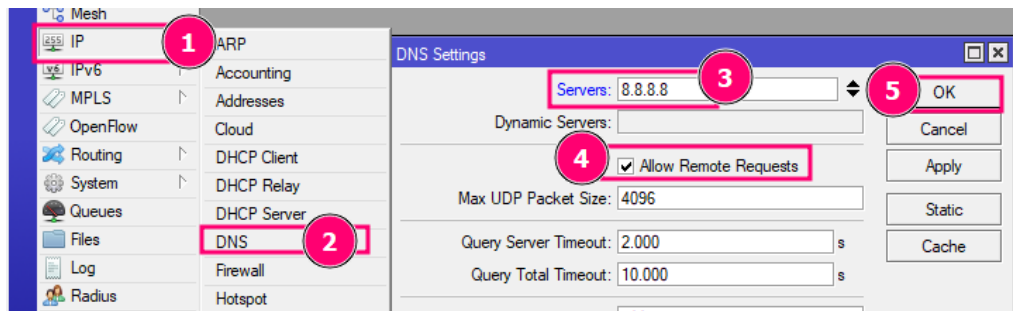 Mesh
IP
IPv6
MPLS
OpenFlow
Routing
System
Queues
Files
Log
Radius
1
ARP
Accounting
Addresses
Cloud
DHCP Client
DHCP Relay
DHCP Server
DNS
Firewall
Hotspot
2
DNS Settings
Servers: 8.8.8.8
3
Dynamic Servers:
4
Allow Remote Requests
Max UDP Packet Size: 4096
Query Server Timeout: 2.000 s
Query Total Timeout: 10.000 s
5
OK
Cancel
Apply
Static
Cache